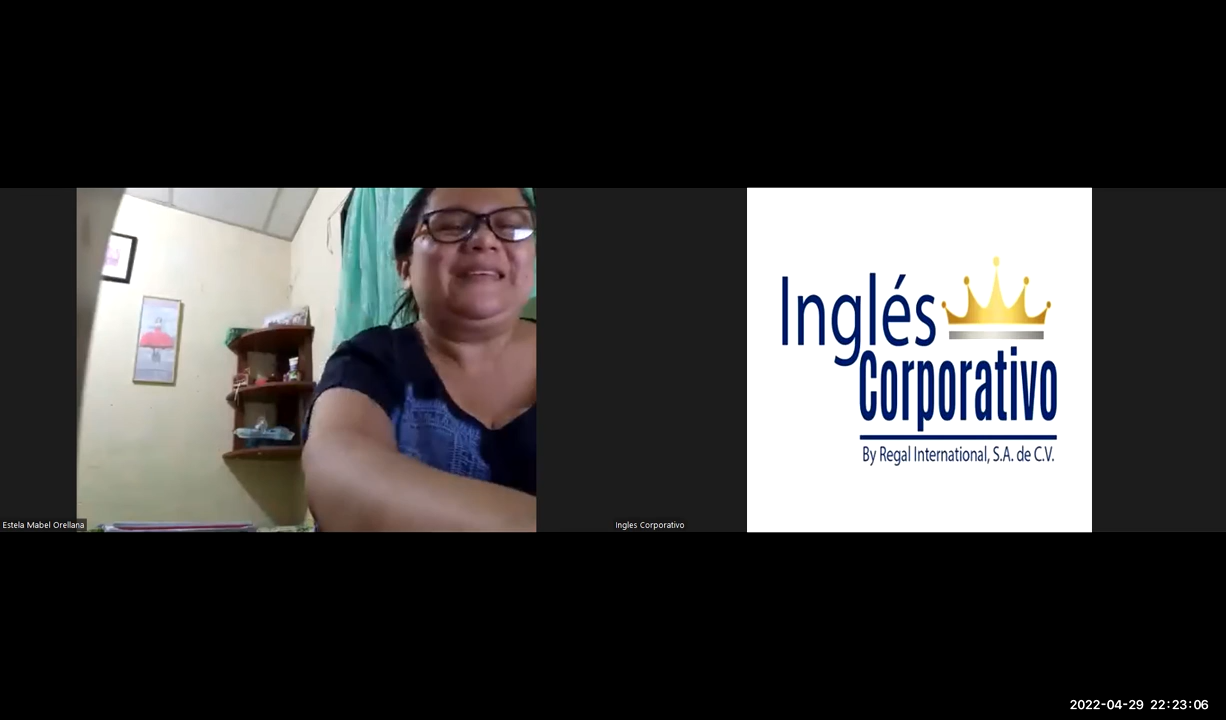 Inglés
Corporativo
By Regal International, S.A. de C.V.
Estela Mabel Orellana
Ingles Corporativo
2022-04-29 22:23:06